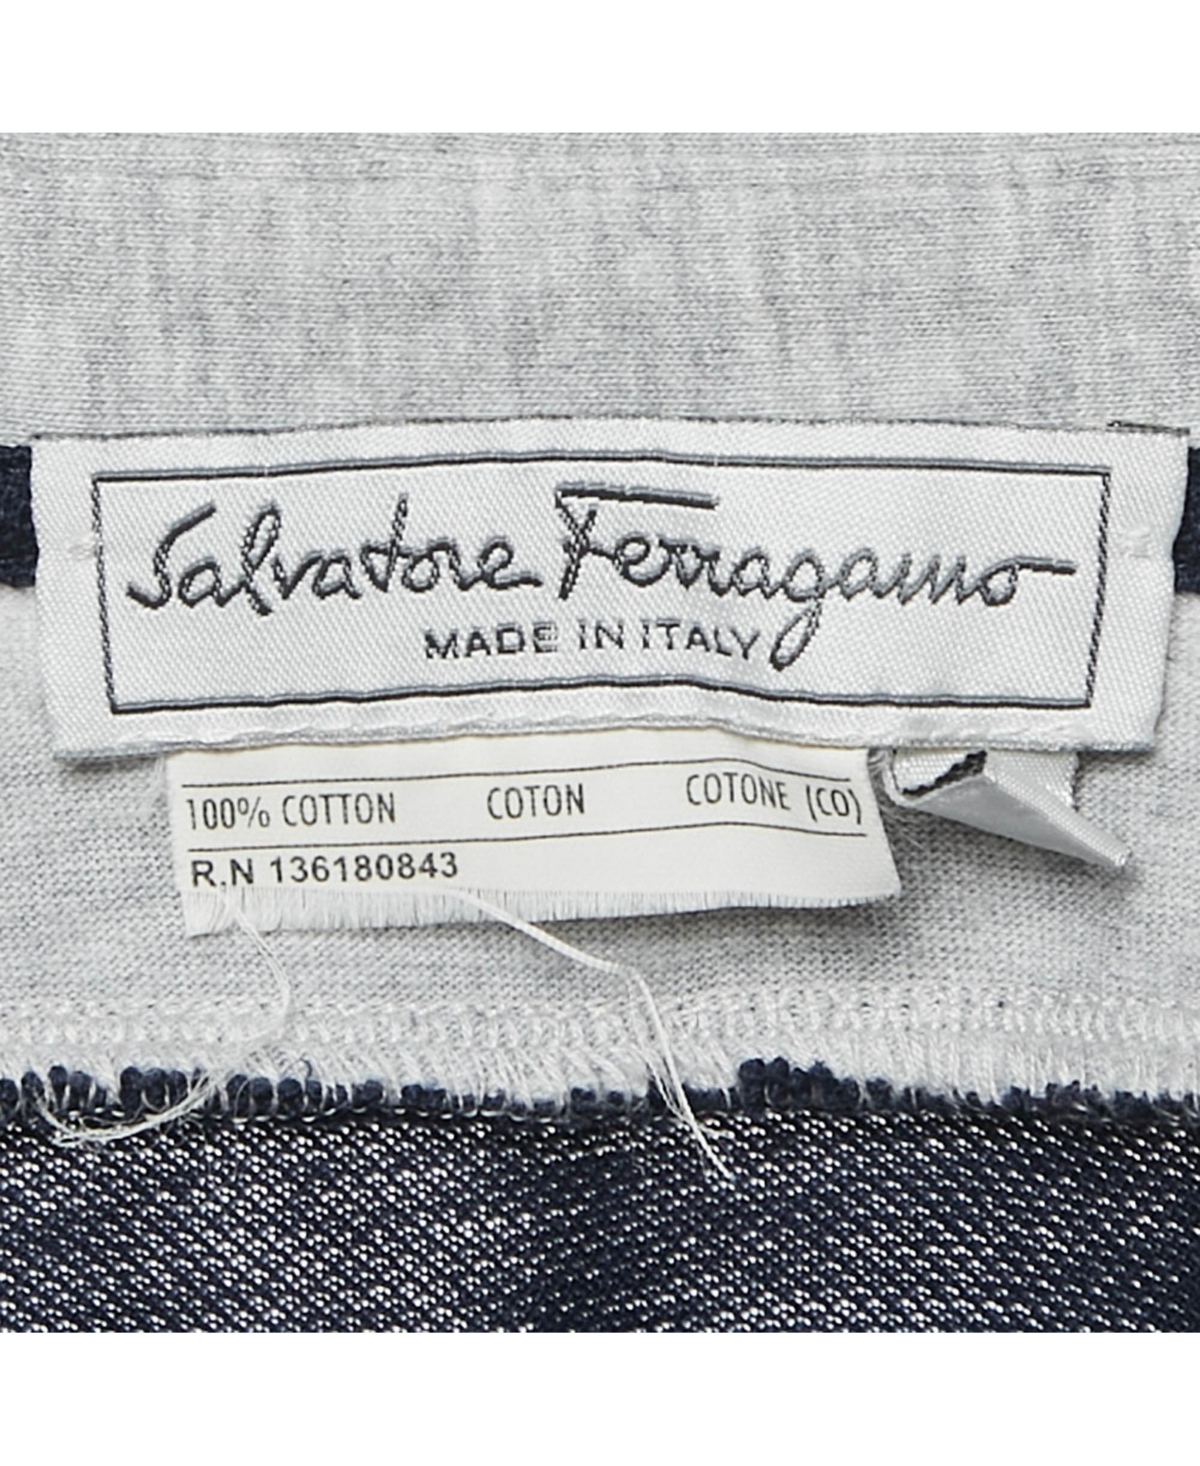 Salvatore Ferragamo
MADE IN ITALY
100% COTTON COTON COTONE (CO)
R.N 136180843